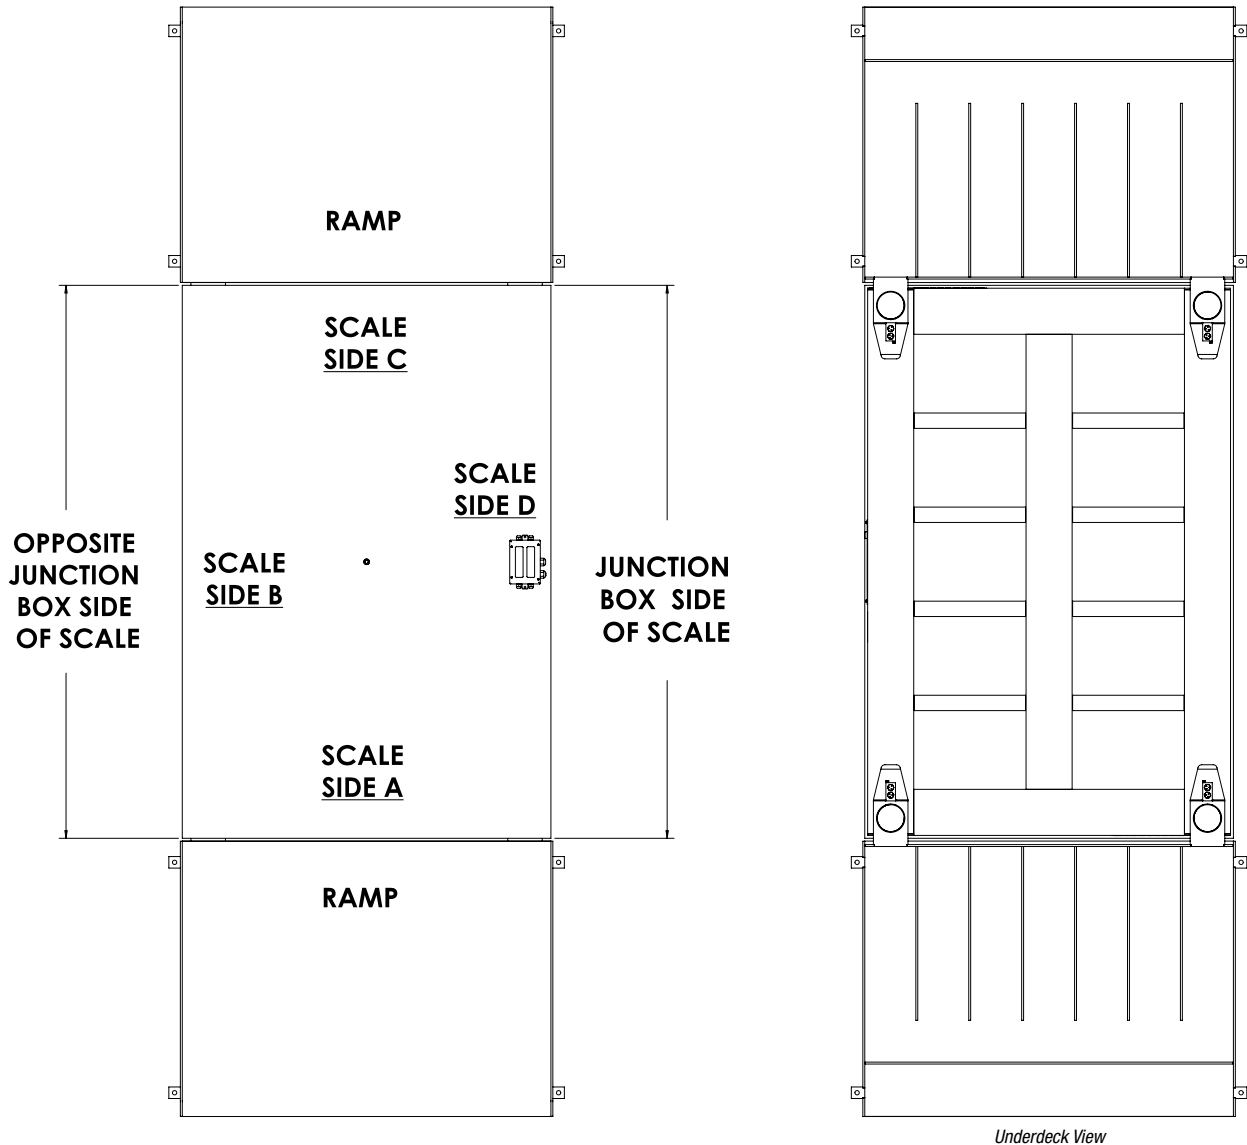 RAMP
SCALE
SIDE C
SCALE
SIDE D
OPPOSITE
JUNCTION
BOX SIDE
OF SCALE
SCALE
SIDE B
JUNCTION
BOX SIDE
OF SCALE
SCALE
SIDE A
RAMP
Underdeck View